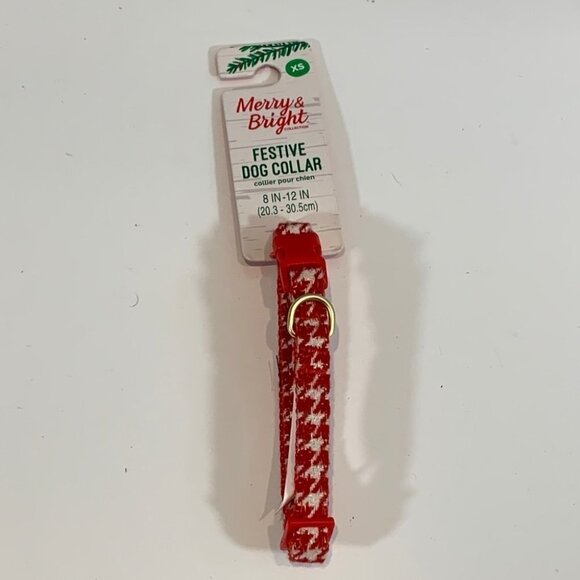 XS
Merry &
Bright
COLLECTION
FESTIVE
DOG COLLAR
collier pour chien
8 IN-12 IN
(20.3 - 30.5cm)